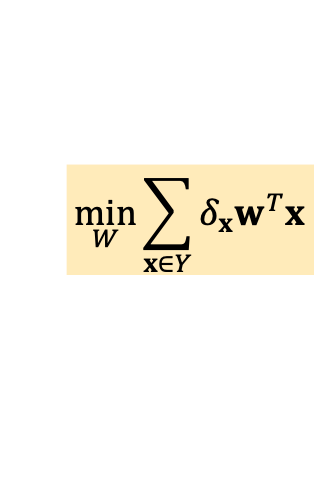 min_W ∑_{𝐱∈Y} δ_𝐱 𝐰^T 𝐱